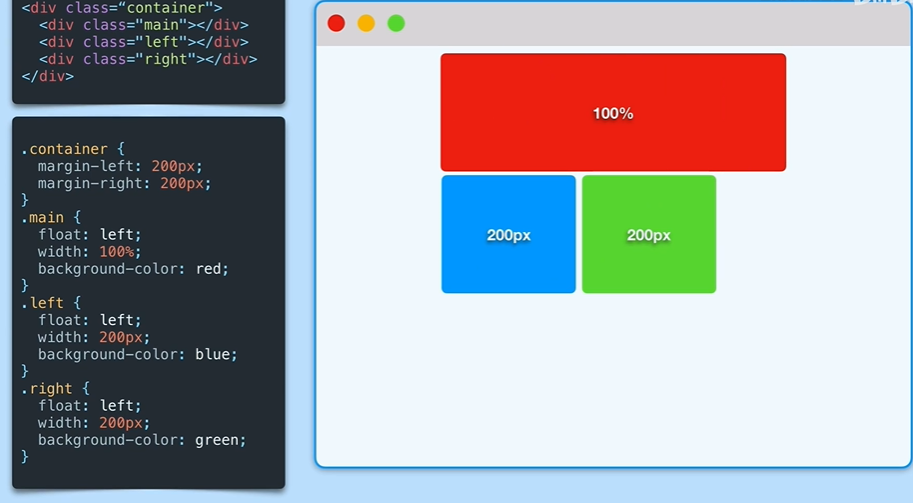 <div class=“container">
<div class="main"></div>
<div class="left"></div>
<div class="right"></div>
</div>
.container {
margin-left: 200px;
margin-right: 200px;
}
.main {
float: left;
width: 100%;
background-color: red;
}
.left {
float: left;
width: 200px;
background-color: blue;
}
.right {
float: left;
width: 200px;
background-color: green;
}
100%
200px
200px